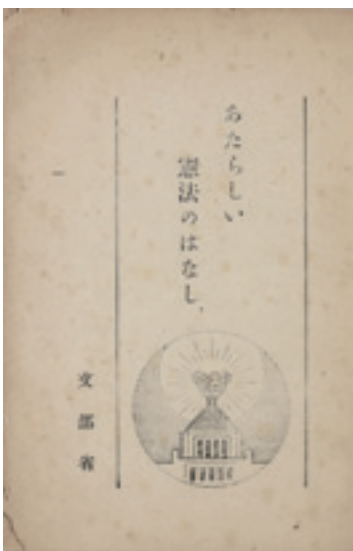 あたらしい
憲法のはなし
文部省